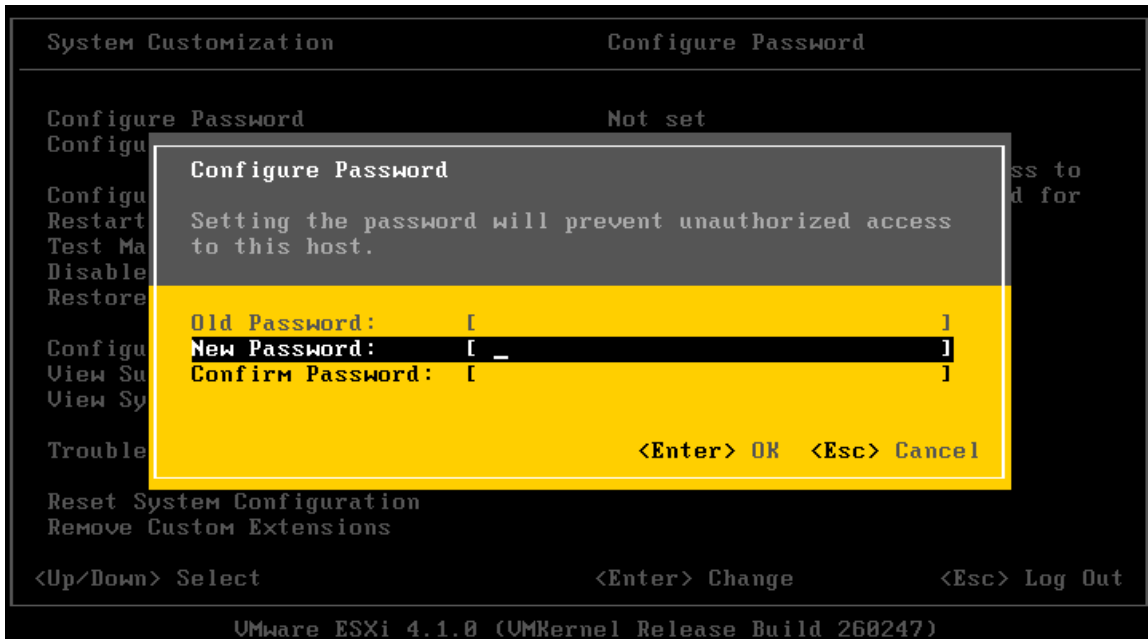 System Customization Configure Password
Configure Password Not set
Configu
Configure Password
ss to
Configu
d for
Setting the password will prevent unauthorized access
Restart
to this host.
Test Ma
Disable
Restore
Old Password: [ ]
New Password: [ _ ]
Configu
Confirm Password: [ ]
View Su
View Sy
<Enter> OK <Esc> Cancel
Trouble
Reset System Configuration
Remove Custom Extensions
<Up/Down> Select <Enter> Change <Esc> Log Out
VMware ESXi 4.1.0 (VMKernel Release Build 260247)